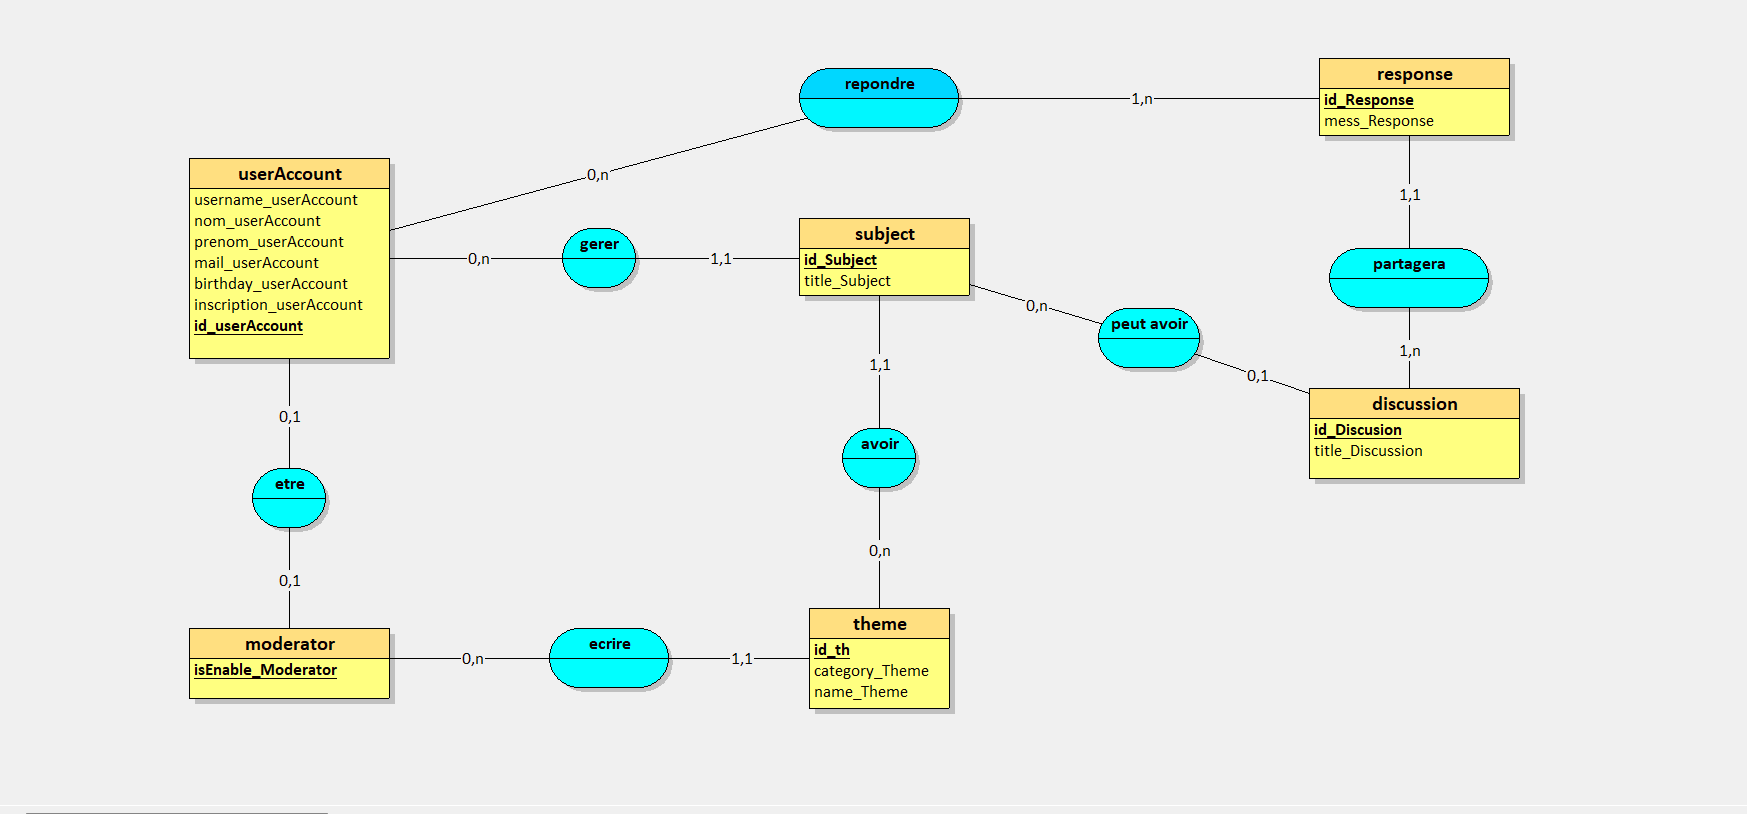 repondre
response
id_Response
mess_Response
1,n
userAccount
username_userAccount
nom_userAccount
prenom_userAccount
mail_userAccount
birthday_userAccount
inscription_userAccount
id_userAccount
0,n
0,n
gerer
1,1
subject
id_Subject
title_Subject
1,1
partagera
0,n
peut avoir
0,1
1,n
discussion
id_Discusion
title_Discussion
1,1
avoir
0,n
0,1
etre
0,1
moderator
isEnable_Moderator
0,n
ecrire
1,1
theme
id_th
category_Theme
name_Theme